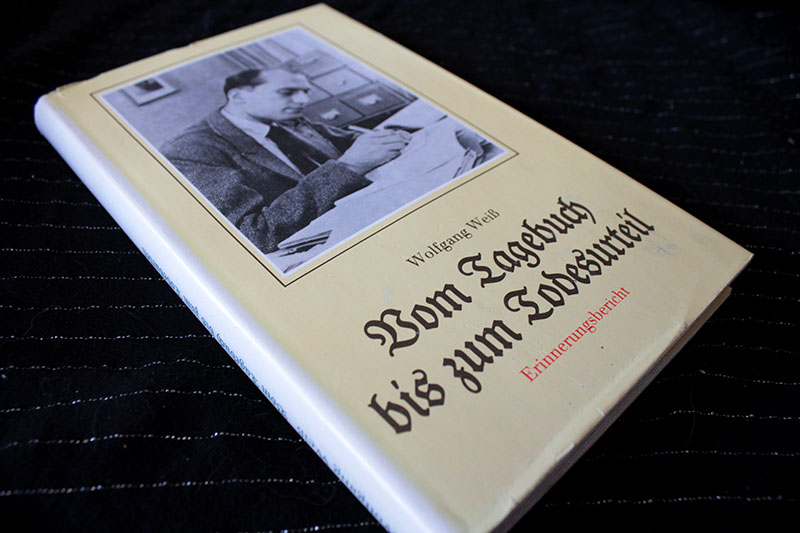 Wolfgang Weiß
Vom Tagebuch
bis zum Todesurteil
Erinnerungsbericht